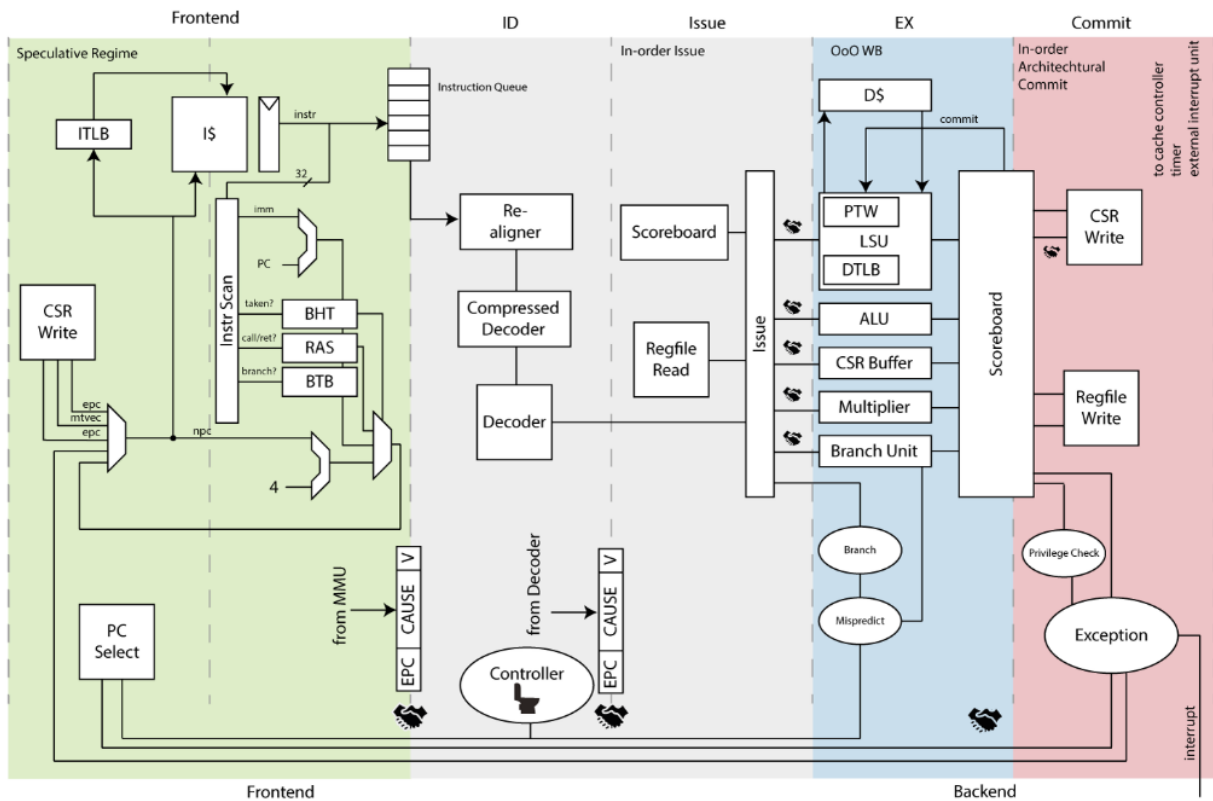 Frontend
ID
Issue
EX
Commit
Speculative Regime
In-order Issue
OoO WB
In-order
Architechtural
Commit
to cache controller
timer
external interrupt unit
ITLB
I$
instr
Instruction Queue
32
D$
commit
imm
PC
Instr Scan
taken?
BHT
call/ret?
RAS
branch?
BTB
CSR
Write
epc
mtvec
epc
npc
4
Re-
aligner
Compressed
Decoder
Decoder
Scoreboard
Regfile
Read
Issue
PTW
LSU
DTLB
ALU
CSR Buffer
Multiplier
Branch Unit
Scoreboard
CSR
Write
Regfile
Write
Branch
Mispredict
Privilege Check
Exception
from MMU
V
CAUSE
EPC
from Decoder
V
CAUSE
EPC
Controller
PC
Select
interrupt
Frontend
Backend